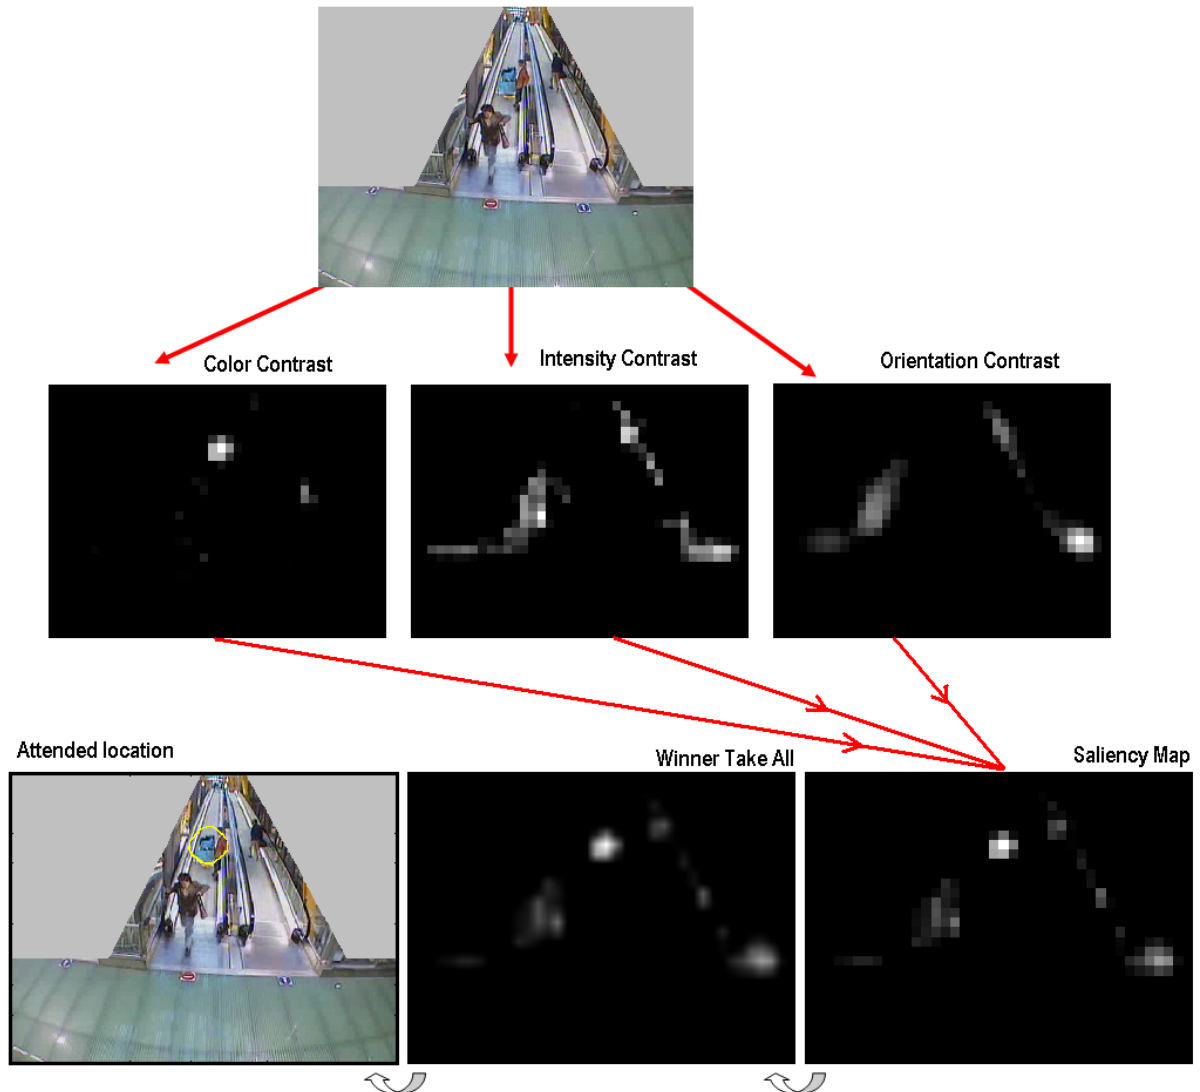 Color Contrast
Intensity Contrast
Orientation Contrast
Attended location
Winner Take All
Saliency Map